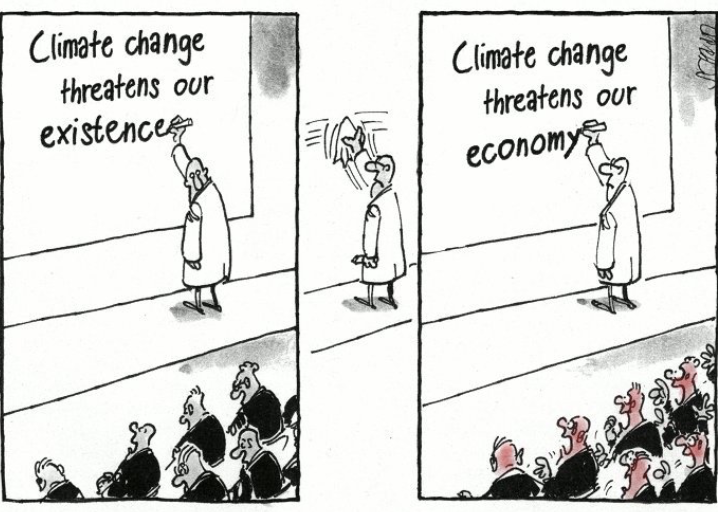 Climate change
threatens our
existence
Climate change
threatens our
economy